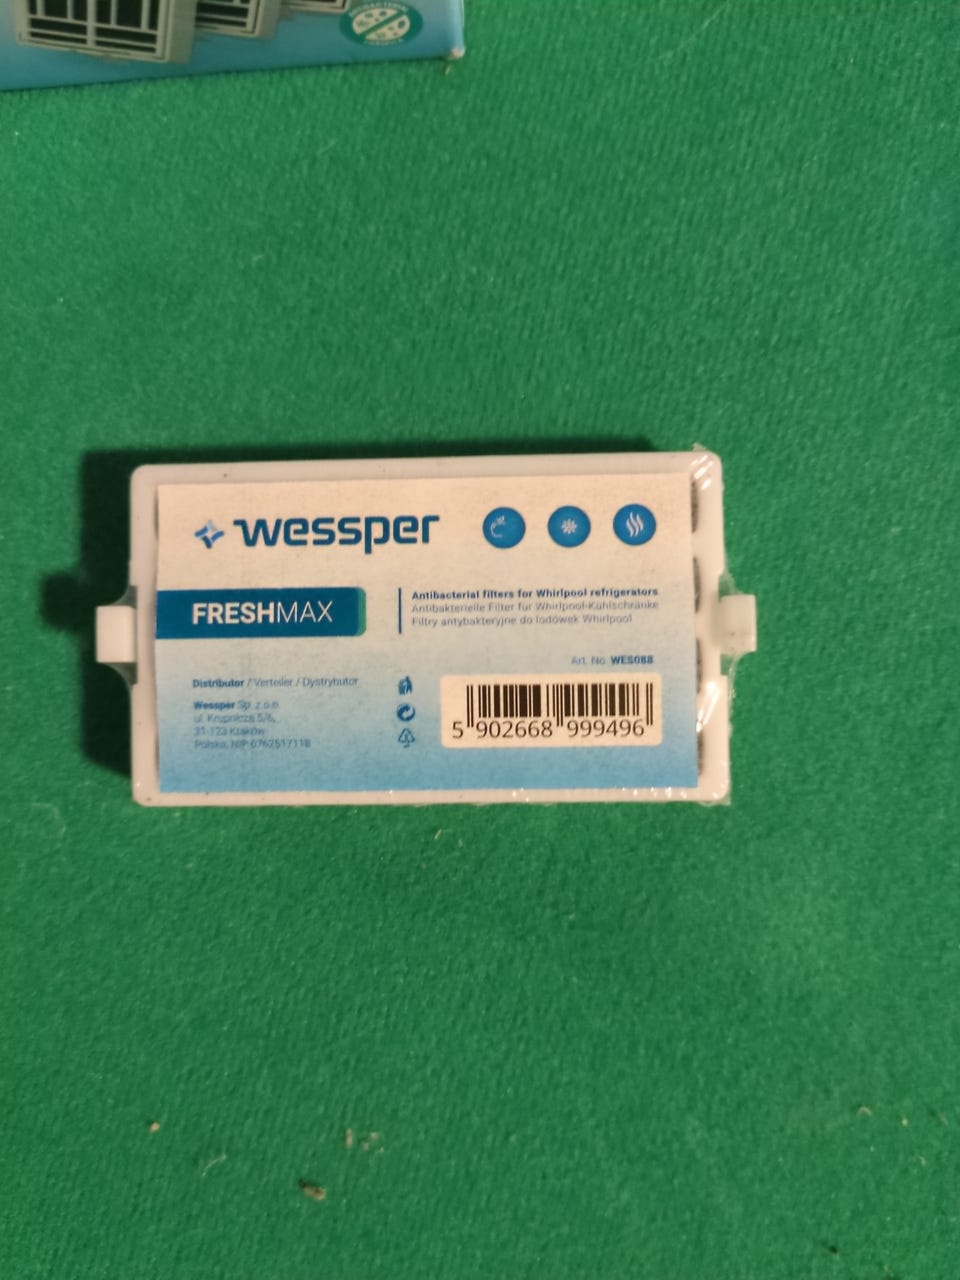 ANTIBACTERIAL
FORMULA
wessper
FRESHMAX
Antibacterial filters for Whirlpool refrigerators
Antibakterielle Filter für Whirlpool-Kühlschränke
Filtry antybakteryjne do lodówek Whirlpool
Art. No. WES088
Distributor / Verteiler / Dystrybutor
Wessper Sp. z o.o.
ul. Krupnicza 5/6,
31-123 Kraków
Polska, NIP 6762517118
5 902668 999496